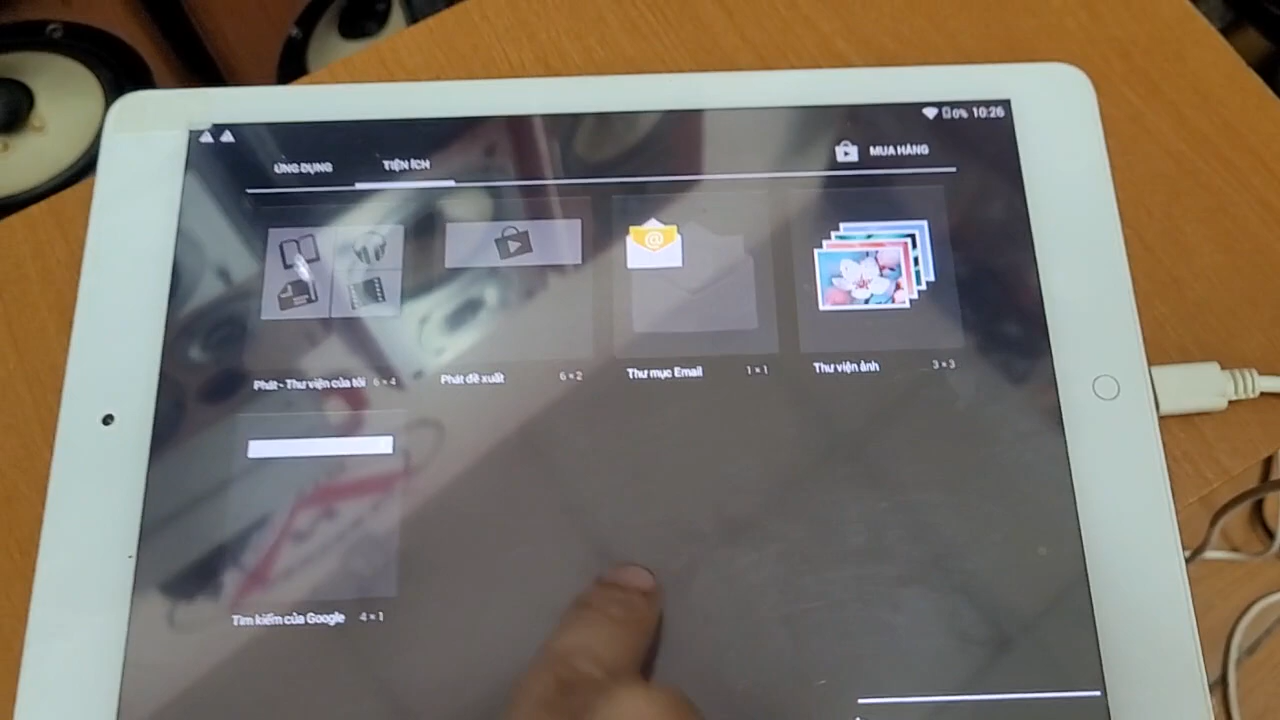 0% 10:26
ỨNG DỤNG TIỆN ÍCH MUA HÀNG
Phát - Thư viện của tôi 6 × 4 Phát đề xuất 6 × 2 Thư mục Email 1 × 1 Thư viện ảnh 3 × 3
Tìm kiếm của Google 4 × 1